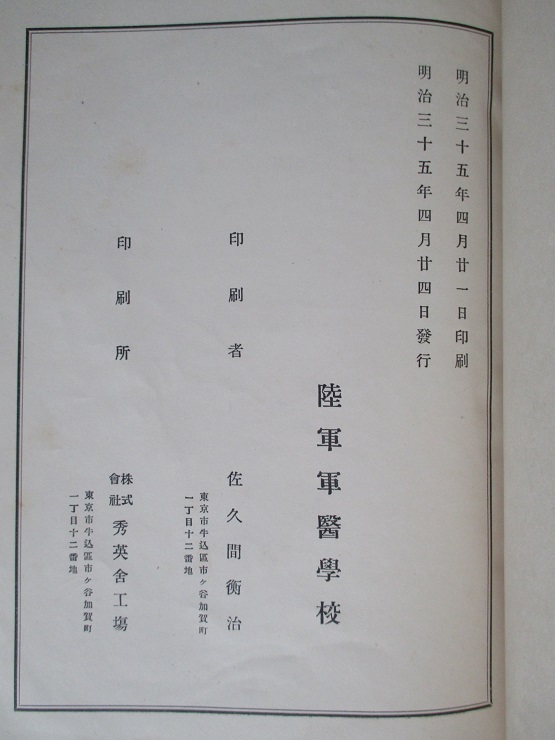 明治三十五年四月廿一日印刷
明治三十五年四月廿四日發行
陸軍軍醫學校
印刷者 佐久間衡治
東京市牛込區市ヶ谷加賀町
一丁目十二番地
印刷所 株式會社 秀英舍工場
東京市牛込區市ヶ谷加賀町
一丁目十二番地